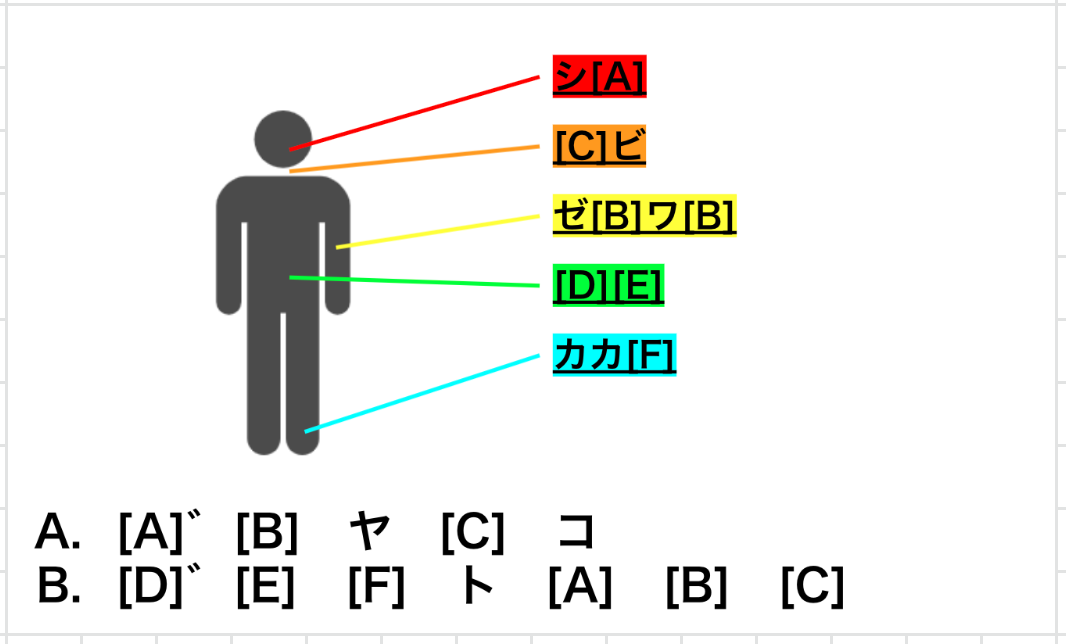 シ[A]
[C]ビ
ゼ[B]ワ[B]
[D][E]
カカ[F]
A. [A]゛ [B] ヤ [C] コ
B. [D]゛ [E] [F] ト [A] [B] [C]